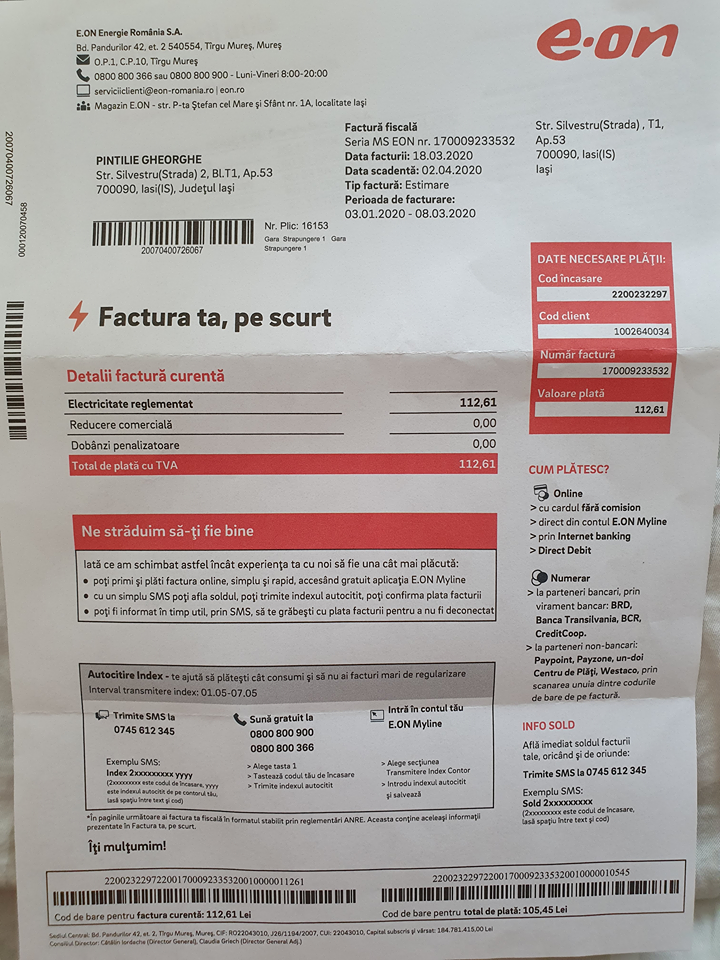 E.ON Energie România S.A.
Bd. Pandurilor 42, et. 2 540554, Tîrgu Mureş, Mureş
O.P.1, C.P.10, Tîrgu Mureş
0800 800 366 sau 0800 800 900 - Luni-Vineri 8:00-20:00
serviciiclienti@eon-romania.ro | eon.ro
Magazin E.ON - str. P-ta Ştefan cel Mare şi Sfânt nr. 1A, localitate Iaşi
e·on
PINTILIE GHEORGHE
Str. Silvestru(Strada) 2, Bl.T1, Ap.53
700090, Iasi(IS), Judeţul Iaşi
Factură fiscală
Seria MS EON nr. 170009233532
Data facturii: 18.03.2020
Data scadentă: 02.04.2020
Tip factură: Estimare
Perioada de facturare:
03.01.2020 - 08.03.2020
Str. Silvestru(Strada) , T1,
Ap.53
700090, Iasi(IS)
Iaşi
20070400726067
000120070458
20070400726067
Nr. Plic: 16153
Gara Strapungere 1 Gara
Strapungere 1
DATE NECESARE PLĂŢII:
Cod încasare
2200232297
Cod client
1002640034
Număr factură
170009233532
Valoare plată
112,61
Factura ta, pe scurt
Detalii factură curentă
Electricitate reglementat 112,61
Reducere comercială 0,00
Dobânzi penalizatoare 0,00
Total de plată cu TVA 112,61
Ne străduim să-ţi fie bine
Iată ce am schimbat astfel încât experienţa ta cu noi să fie una cât mai plăcută:
• poţi primi şi plăti factura online, simplu şi rapid, accesând gratuit aplicaţia E.ON Myline
• cu un simplu SMS poţi afla soldul, poţi trimite indexul autocitit, poţi confirma plata facturii
• poţi fi informat în timp util, prin SMS, să te grăbeşti cu plata facturii pentru a nu fi deconectat
CUM PLĂTESC?
Online
> cu cardul fără comision
> direct din contul E.ON Myline
> prin Internet banking
> Direct Debit
Numerar
> la parteneri bancari, prin
virament bancar: BRD,
Banca Transilvania, BCR,
CreditCoop.
> la parteneri non-bancari:
Paypoint, Payzone, un-doi
Centru de Plăţi, Westaco, prin
scanarea unuia dintre codurile
de bare de pe factură.
Autocitire Index - te ajută să plăteşti cât consumi şi să nu ai facturi mari de regularizare
Interval transmitere index: 01.05-07.05
Trimite SMS la
0745 612 345
Exemplu SMS:
Index 2xxxxxxxxx yyyy
(2xxxxxxxxx este codul de încasare, yyyy
este indexul autocitit de pe contorul tău,
lasă spaţiu între text şi cod)
Sună gratuit la
0800 800 900
0800 800 366
> Alege tasta 1
> Tastează codul tău de încasare
> Trimite indexul autocitit
Intră în contul tău
E.ON Myline
> Alege secţiunea
Transmitere Index Contor
> Introdu indexul autocitit
şi salvează
INFO SOLD
Află imediat soldul facturii
tale, oricând şi de oriunde:
Trimite SMS la 0745 612 345
Exemplu SMS:
Sold 2xxxxxxxxx
(2xxxxxxxxx este codul de încasare,
lasă spaţiu între text şi cod)
*În paginile următoare ai factura ta fiscală în formatul stabilit prin reglementări ANRE. Aceasta conţine aceleaşi informaţii
prezentate în Factura ta, pe scurt.
Îţi mulţumim!
220023229722001700092335320010000011261
Cod de bare pentru factura curentă: 112,61 Lei
2200232297220017000923353200100000010545
Cod de bare pentru total de plată: 105,45 Lei
Sediul Central: Bd. Pandurilor 42, et. 2, Tîrgu Mureş, Mureş, CIF: RO22043010, J26/1194/2007, CUI: 22043010, Capital subscris şi vărsat: 184.781.415,00 Lei
Consiliul Director: Cătălin Iordache (Director General), Claudia Griech (Director General Adj.)